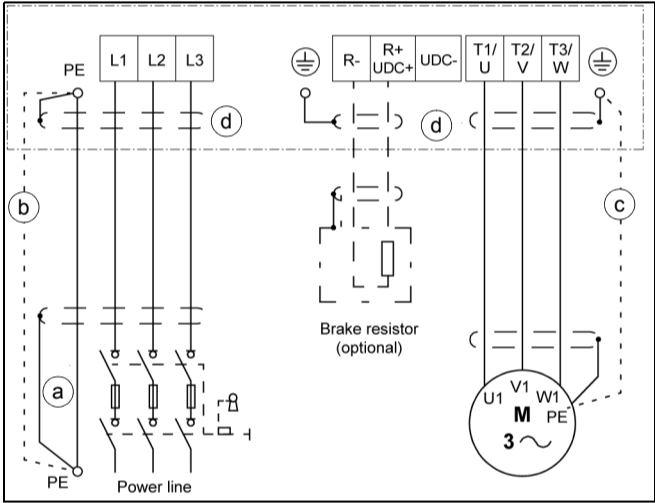 PE
L1
L2
L3
R-
R+
UDC+
UDC-
T1/
U
T2/
V
T3/
W
d
d
b
c
a
Brake resistor
(optional)
U1
V1
W1
M
PE
3
PE
Power line